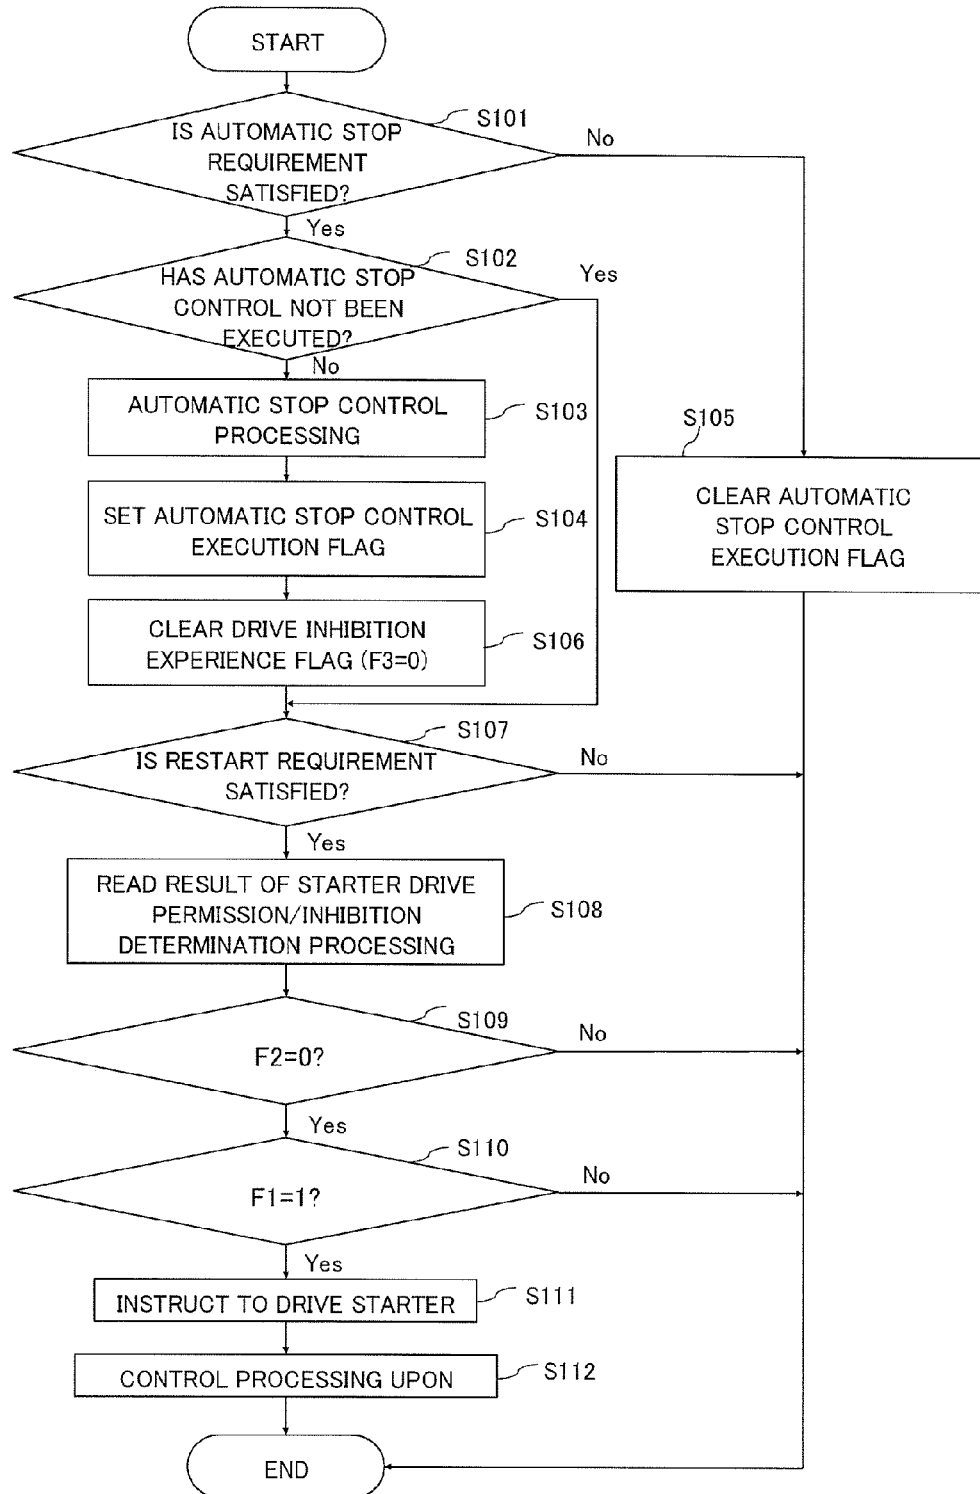 START
S101
IS AUTOMATIC STOP
REQUIREMENT
SATISFIED?
No
Yes
S102
HAS AUTOMATIC STOP
CONTROL NOT BEEN
EXECUTED?
Yes
No
AUTOMATIC STOP CONTROL
PROCESSING
S103
S105
CLEAR AUTOMATIC
STOP CONTROL
EXECUTION FLAG
SET AUTOMATIC STOP CONTROL
EXECUTION FLAG
S104
CLEAR DRIVE INHIBITION
EXPERIENCE FLAG (F3=0)
S106
S107
IS RESTART REQUIREMENT
SATISFIED?
No
Yes
READ RESULT OF STARTER DRIVE
PERMISSION/INHIBITION
DETERMINATION PROCESSING
S108
S109
F2=0?
No
Yes
S110
F1=1?
No
Yes
INSTRUCT TO DRIVE STARTER
S111
CONTROL PROCESSING UPON
S112
END